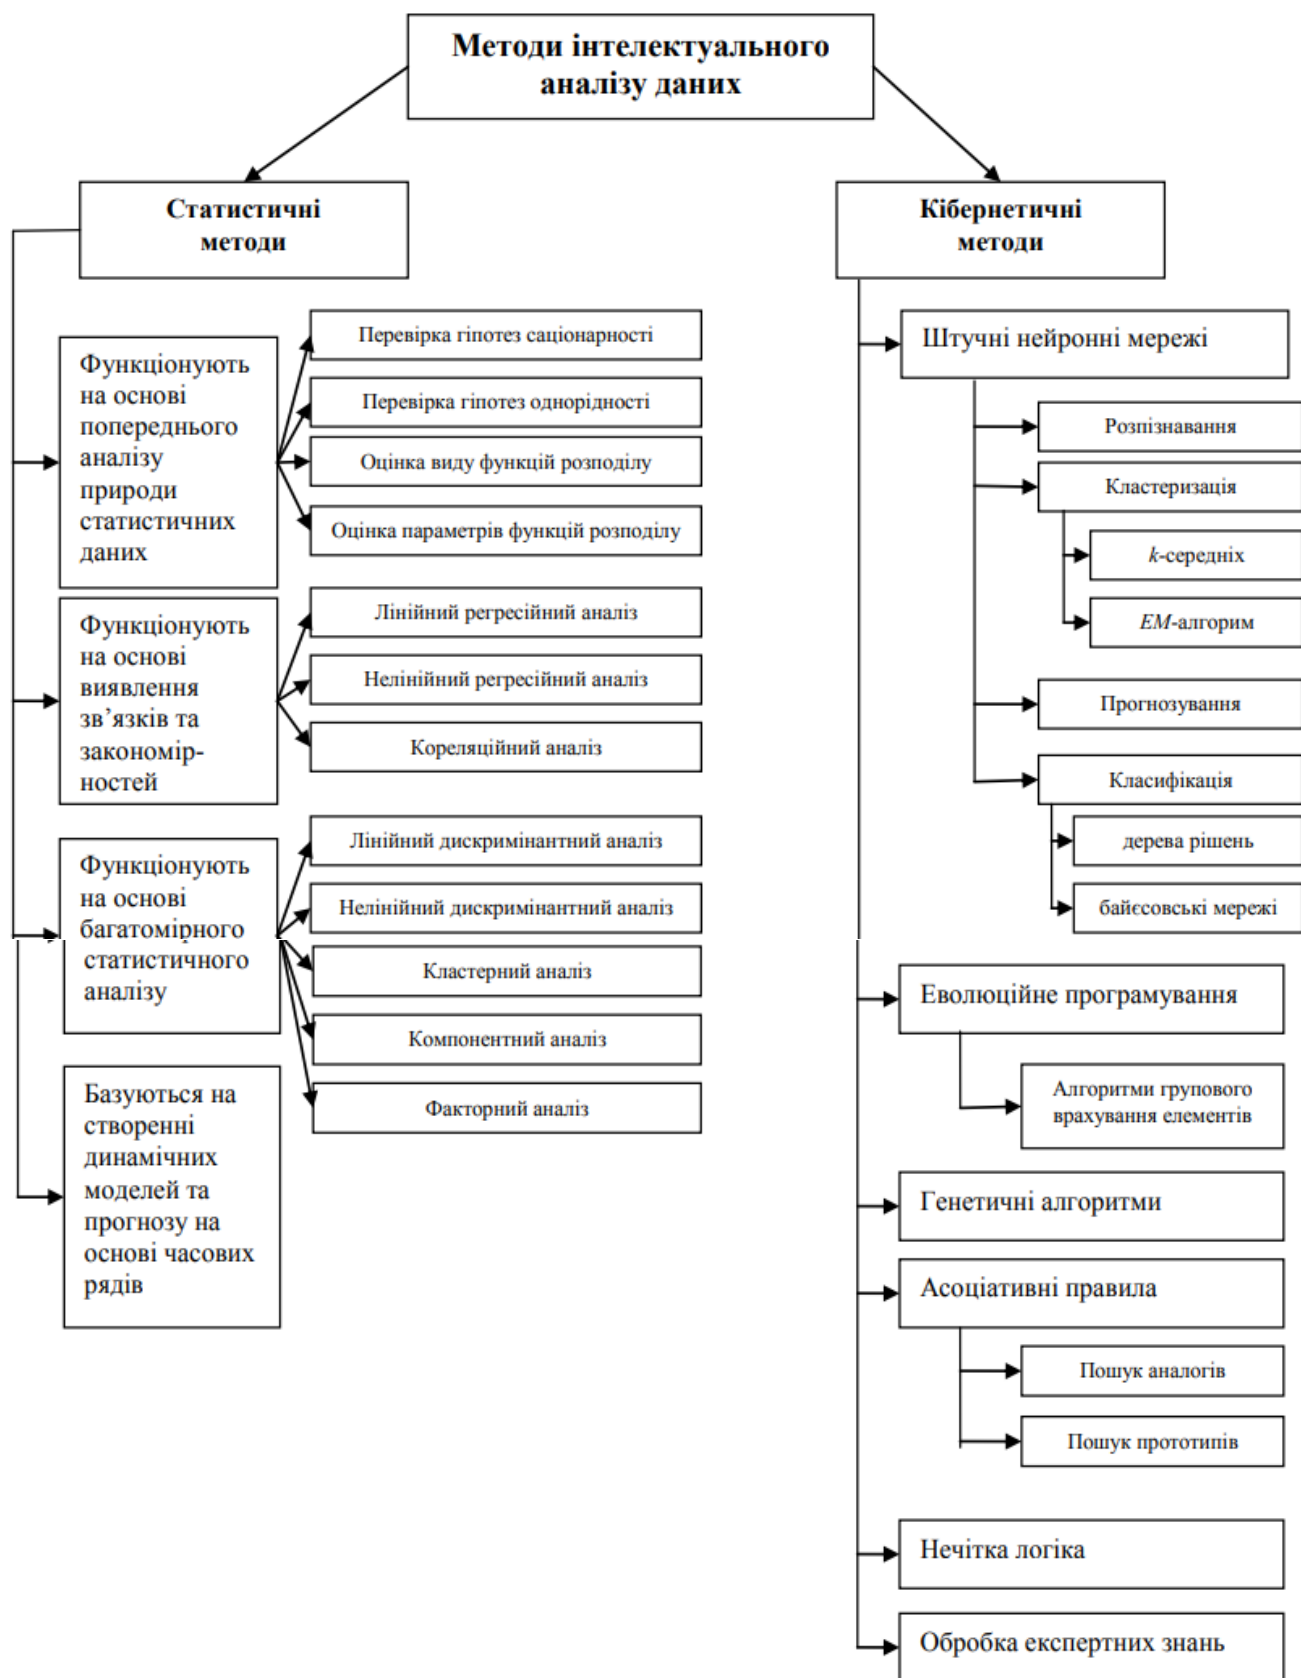 Методи інтелектуального
аналізу даних
Статистичні
методи
Функціонують
на основі
попереднього
аналізу
природи
статистичних
даних
Перевірка гіпотез саціонарності
Перевірка гіпотез однорідності
Оцінка виду функцій розподілу
Оцінка параметрів функцій розподілу
Функціонують
на основі
виявлення
зв’язків та
закономір-
ностей
Лінійний регресійний аналіз
Нелінійний регресійний аналіз
Кореляційний аналіз
Функціонують
на основі
багатомірного
статистичного
аналізу
Лінійний дискримінантний аналіз
Нелінійний дискримінантний аналіз
Кластерний аналіз
Компонентний аналіз
Факторний аналіз
Базуються на
створенні
динамічних
моделей та
прогнозу на
основі часових
рядів
Кібернетичні
методи
Штучні нейронні мережі
Розпізнавання
Кластеризація
k-середніх
EM-алгорим
Прогнозування
Класифікація
дерева рішень
байєсовські мережі
Еволюційне програмування
Алгоритми групового
врахування елементів
Генетичні алгоритми
Асоціативні правила
Пошук аналогів
Пошук прототипів
Нечітка логіка
Обробка експертних знань